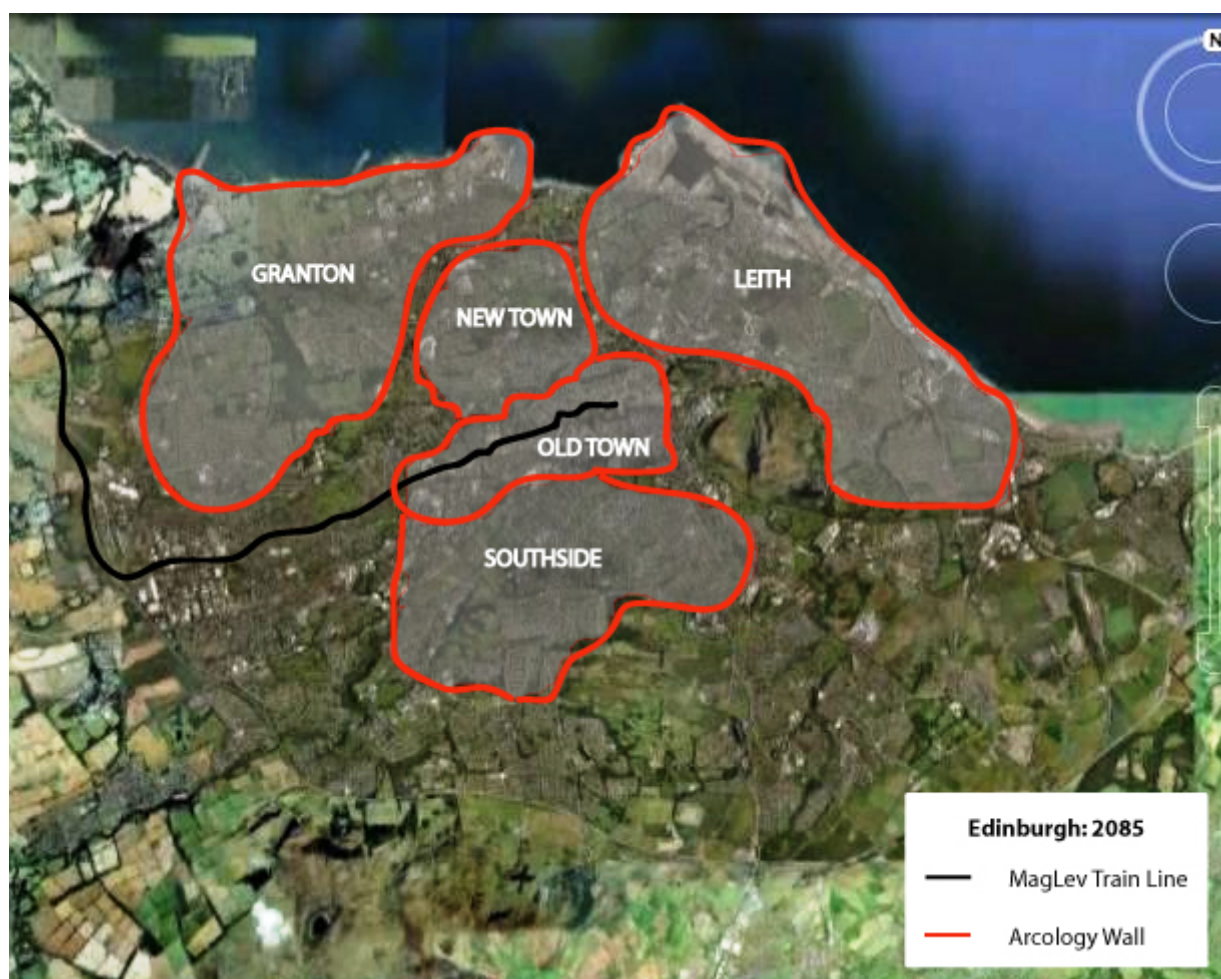 N
GRANTON
LEITH
NEW TOWN
OLD TOWN
SOUTHSIDE
Edinburgh: 2085
MagLev Train Line
Arcology Wall